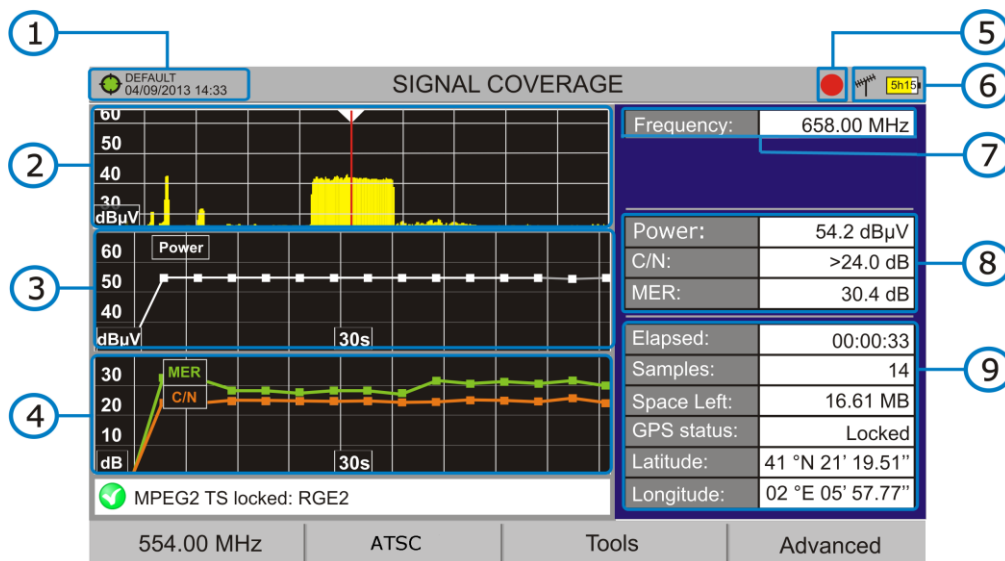 1
5
DEFAULT
04/09/2013 14:33
SIGNAL COVERAGE
5h15
6
60
50
40
30
dBµV
2
Frequency: 658.00 MHz
7
60
50
40
dBµV
Power
30s
3
Power: 54.2 dBµV
C/N: >24.0 dB
MER: 30.4 dB
8
30
20
10
dB
MER
C/N
30s
4
Elapsed: 00:00:33
Samples: 14
Space Left: 16.61 MB
GPS status: Locked
Latitude: 41 °N 21' 19.51''
Longitude: 02 °E 05' 57.77''
9
MPEG2 TS locked: RGE2
554.00 MHz ATSC Tools Advanced